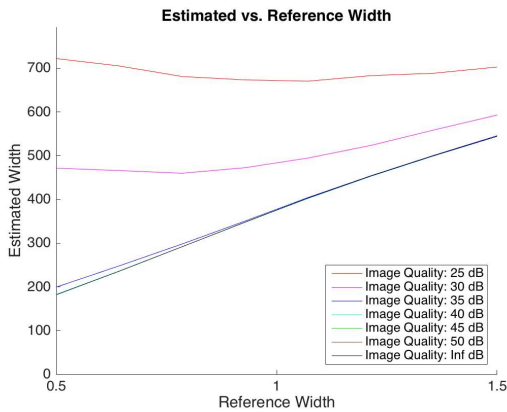 Estimated vs. Reference Width
700
600
500
400
300
200
100
0
Estimated Width
0.5
1
1.5
Reference Width
Image Quality: 25 dB
Image Quality: 30 dB
Image Quality: 35 dB
Image Quality: 40 dB
Image Quality: 45 dB
Image Quality: 50 dB
Image Quality: Inf dB